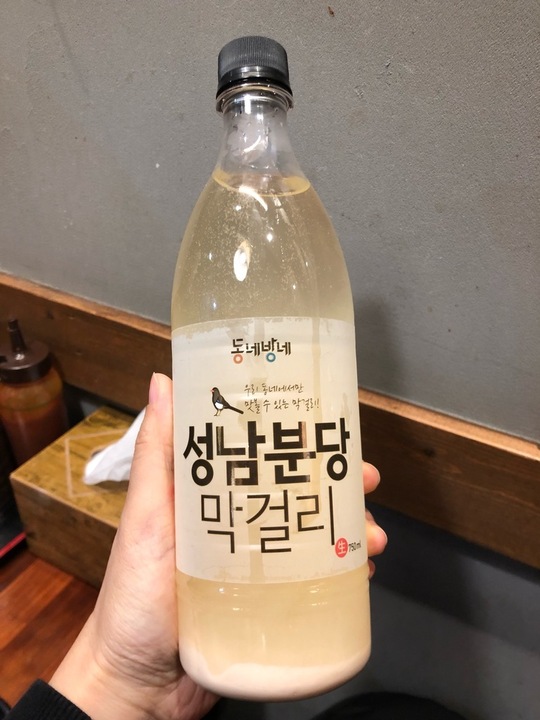 동네방네
우리 동네에서만
맛볼 수 있는 막걸리!
성남분당
막걸리
生 750ml